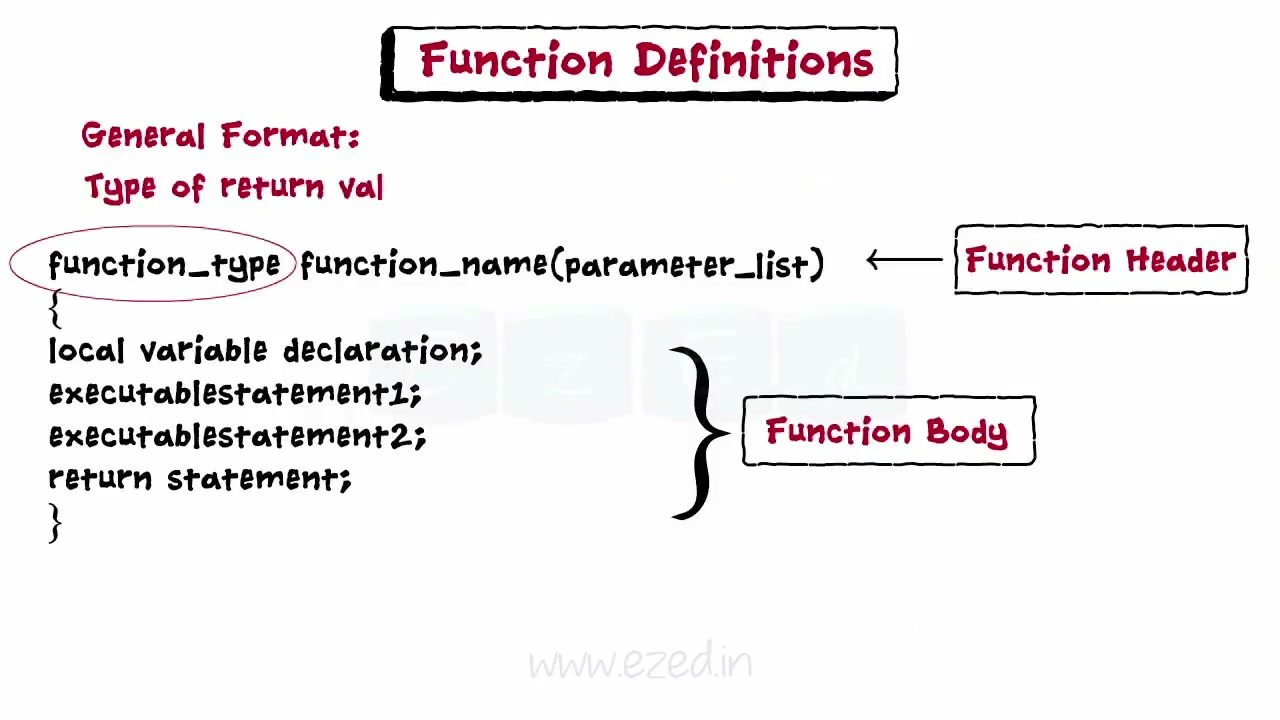 Function Definitions
General Format:
Type of return val
function_type function_name(parameter_list)
Function Header
{
local variable declaration;
executablestatement1;
executablestatement2;
return statement;
}
Function Body
www.ezed.in